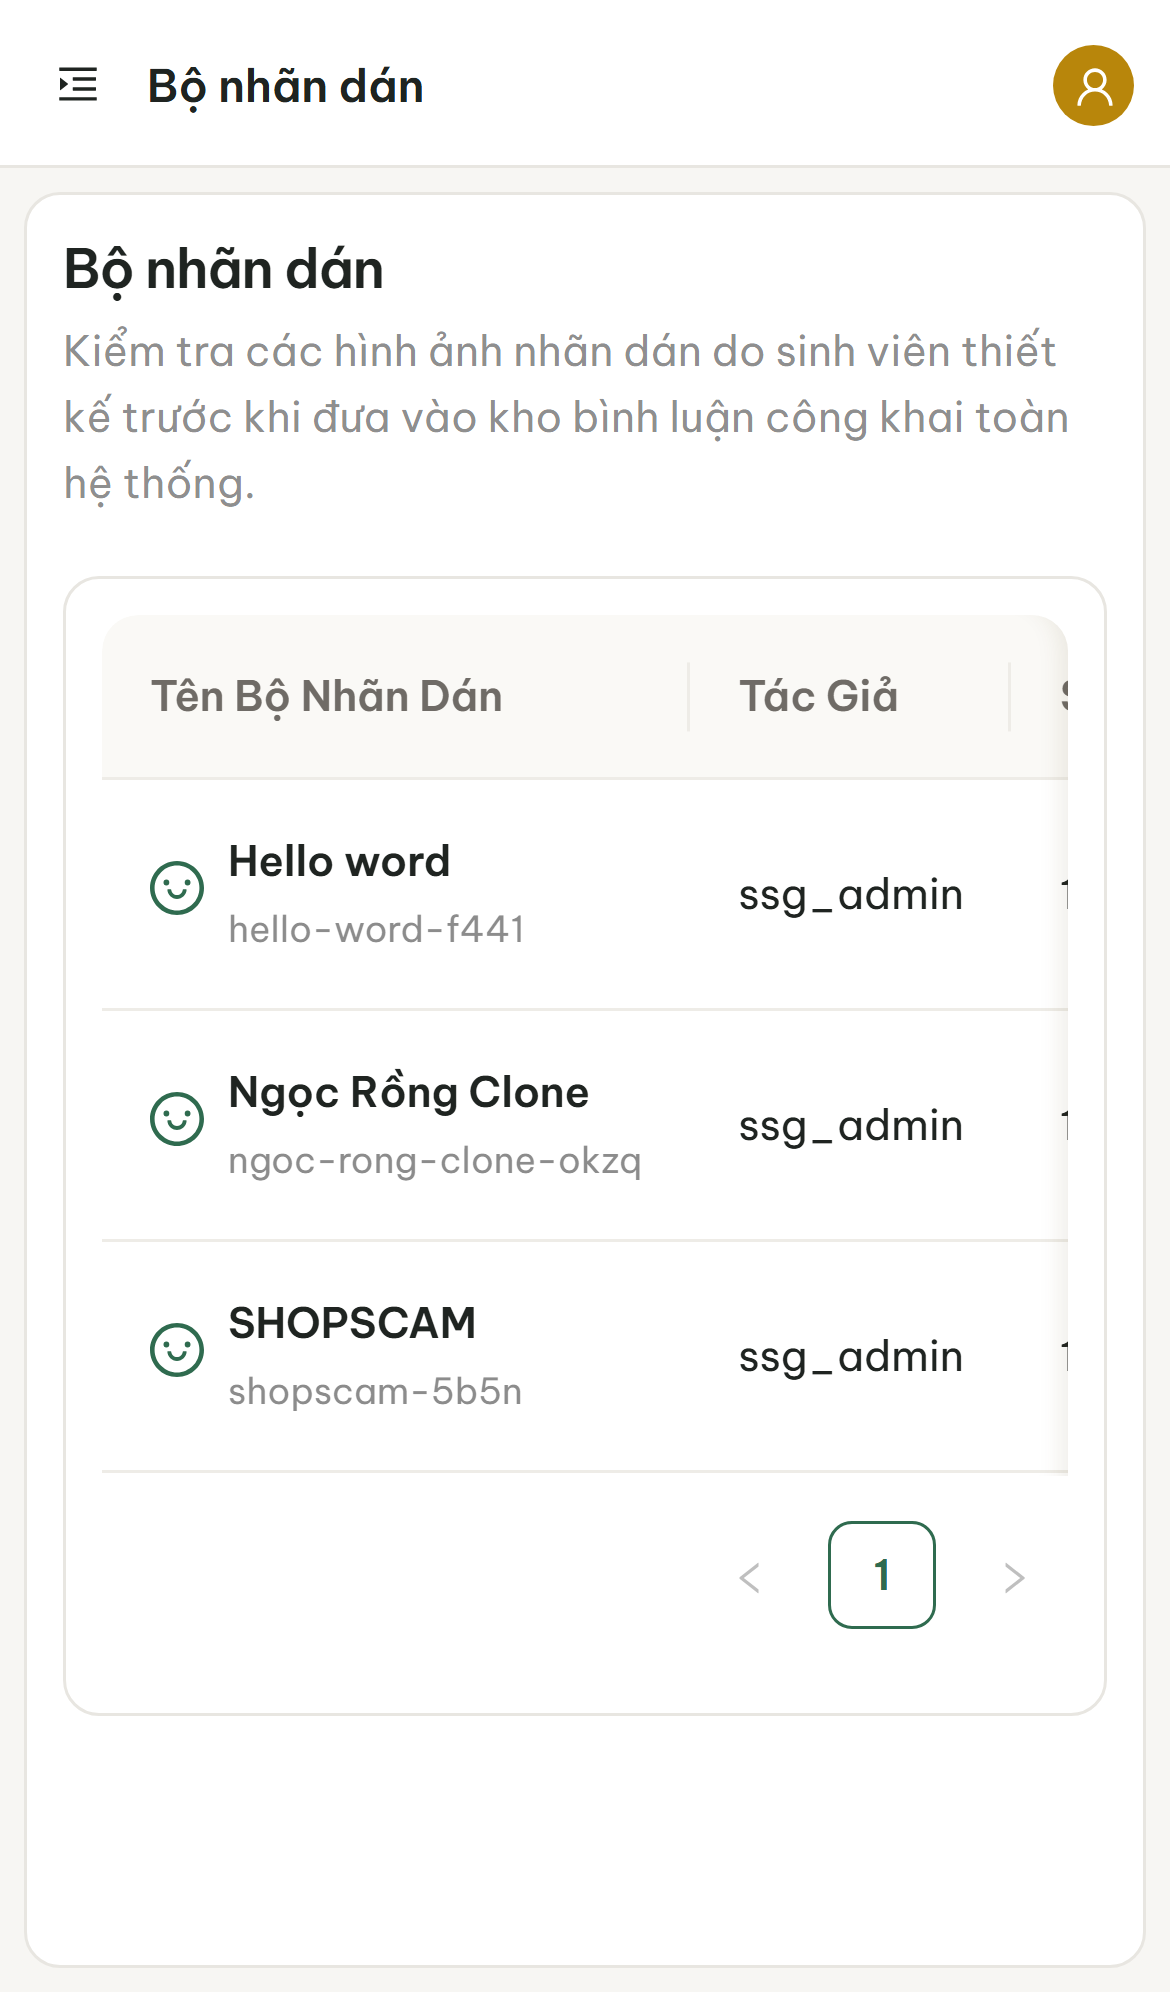 Bộ nhãn dán
Bộ nhãn dán
Kiểm tra các hình ảnh nhãn dán do sinh viên thiết
kế trước khi đưa vào kho bình luận công khai toàn
hệ thống.
Tên Bộ Nhãn Dán Tác Giả
Hello word
hello-word-f441
ssg_admin
Ngọc Rồng Clone
ngoc-rong-clone-okzq
ssg_admin
SHOPSCAM
shopscam-5b5n
ssg_admin
1